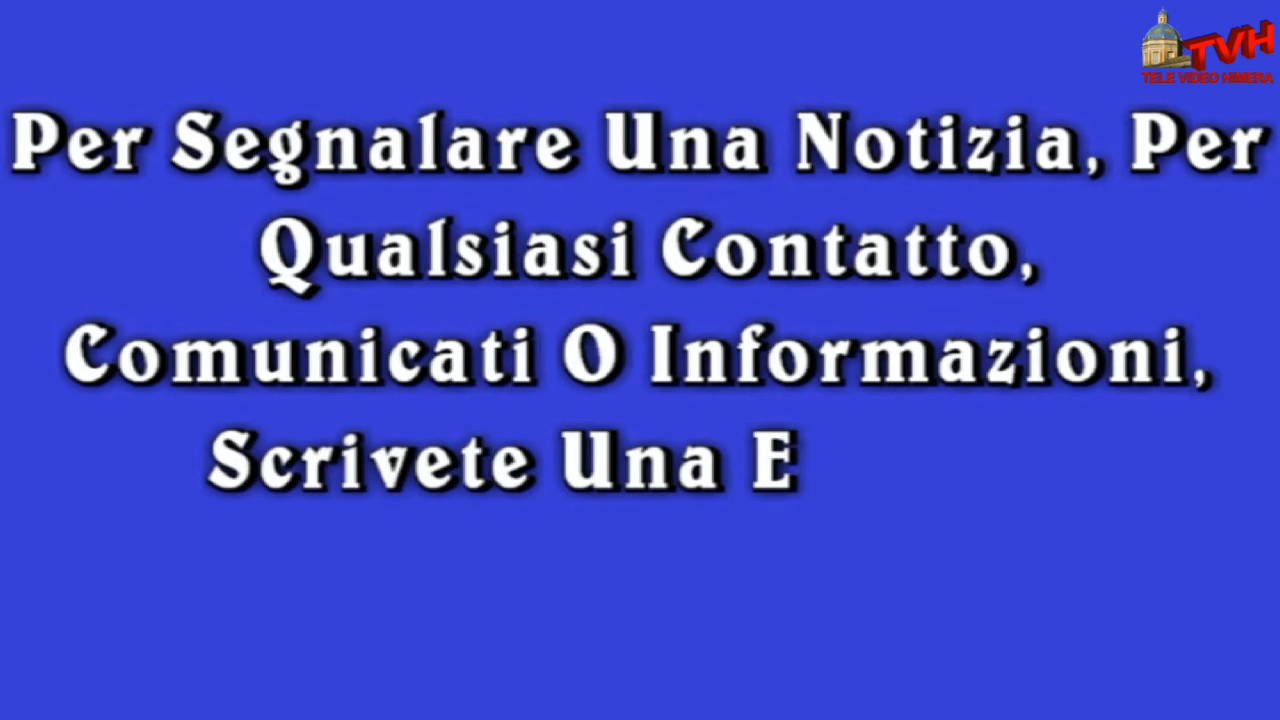 TVH
TELE VIDEO HIMERA
Per Segnalare Una Notizia, Per
Qualsiasi Contatto,
Comunicati O Informazioni,
Scrivete Una E